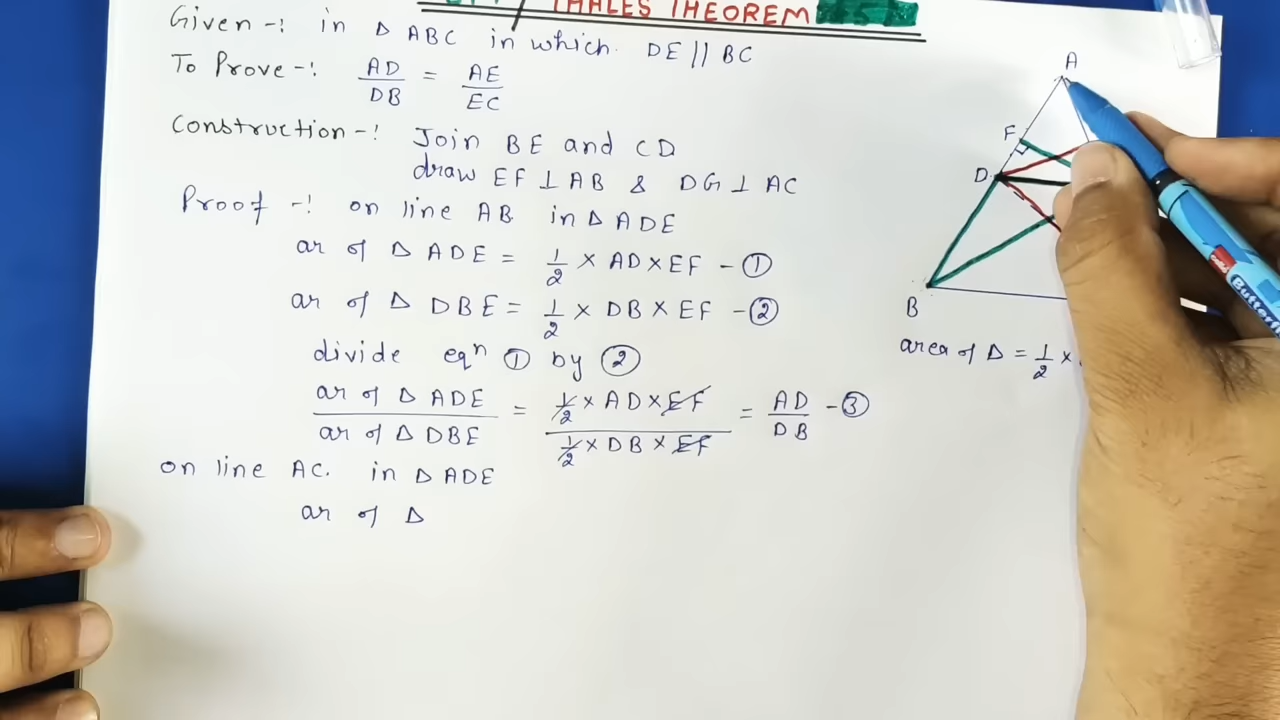 THALES THEOREM
Given -: in Δ ABC in which. DE || BC
To Prove -: AD/DB = AE/EC
Construction -: Join BE and CD
draw EF ⊥ AB & DG ⊥ AC
Proof -: on line AB in Δ ADE
ar of Δ ADE = 1/2 × AD × EF - ①
ar of Δ DBE = 1/2 × DB × EF - ②
divide eqⁿ ① by ②
ar of Δ ADE / ar of Δ DBE = 1/2 × AD × EF / 1/2 × DB × EF = AD/DB - ③
on line AC. in Δ ADE
ar of Δ
A
F
D
B
area of Δ = 1/2 ×
Butterfl